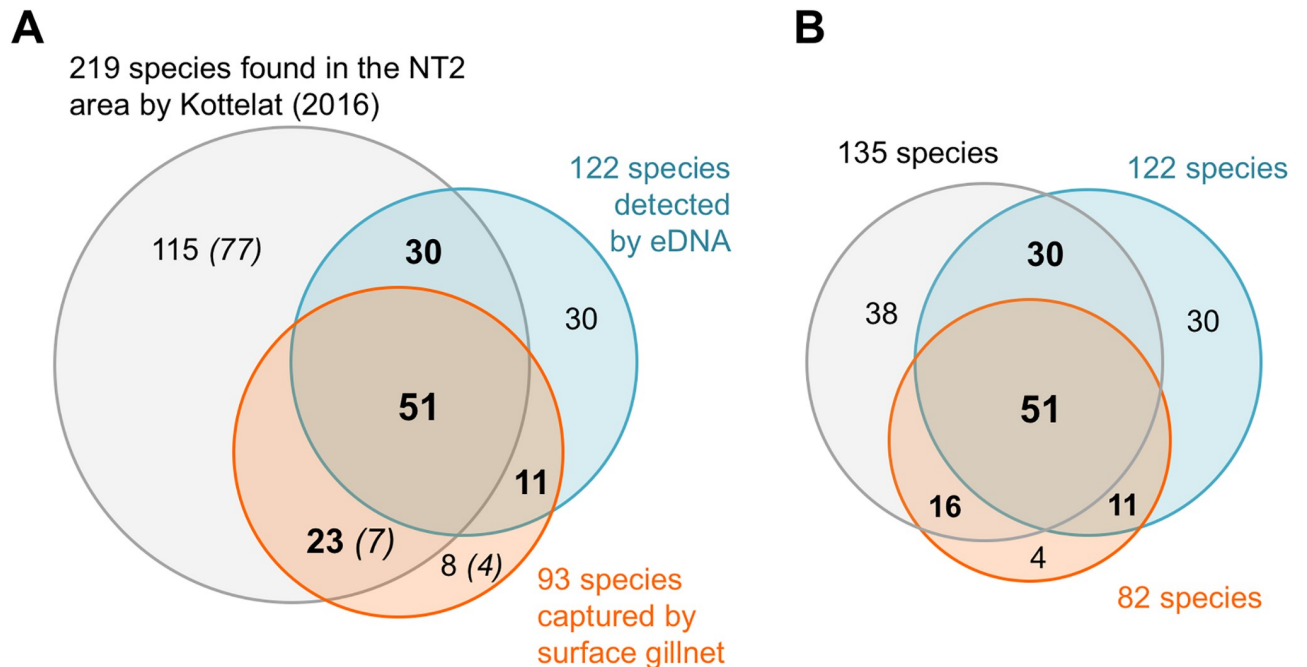 A
219 species found in the NT2
area by Kottelat (2016)
122 species
detected
by eDNA
115 (77)
30
30
51
11
23 (7)
8 (4)
93 species
captured by
surface gillnet
B
135 species
122 species
30
38
30
51
16
11
4
82 species